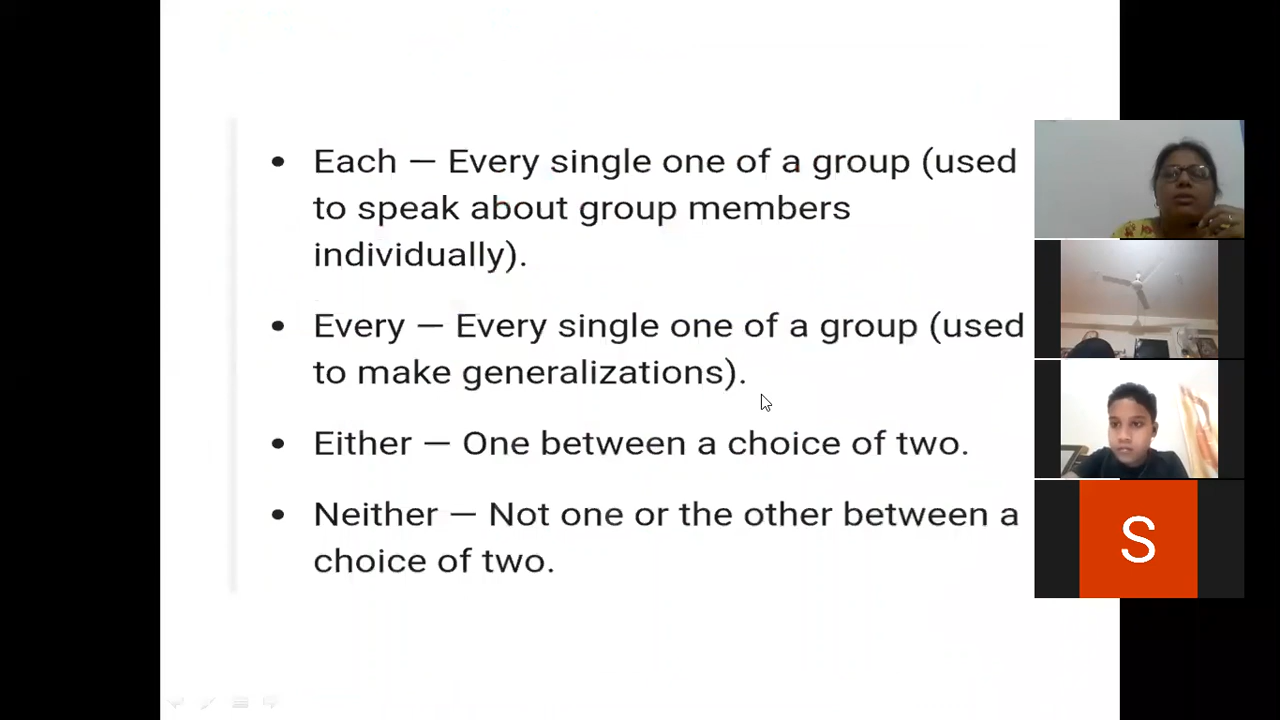 • Each — Every single one of a group (used
to speak about group members
individually).
• Every — Every single one of a group (used
to make generalizations).
• Either — One between a choice of two.
• Neither — Not one or the other between a
choice of two.
S